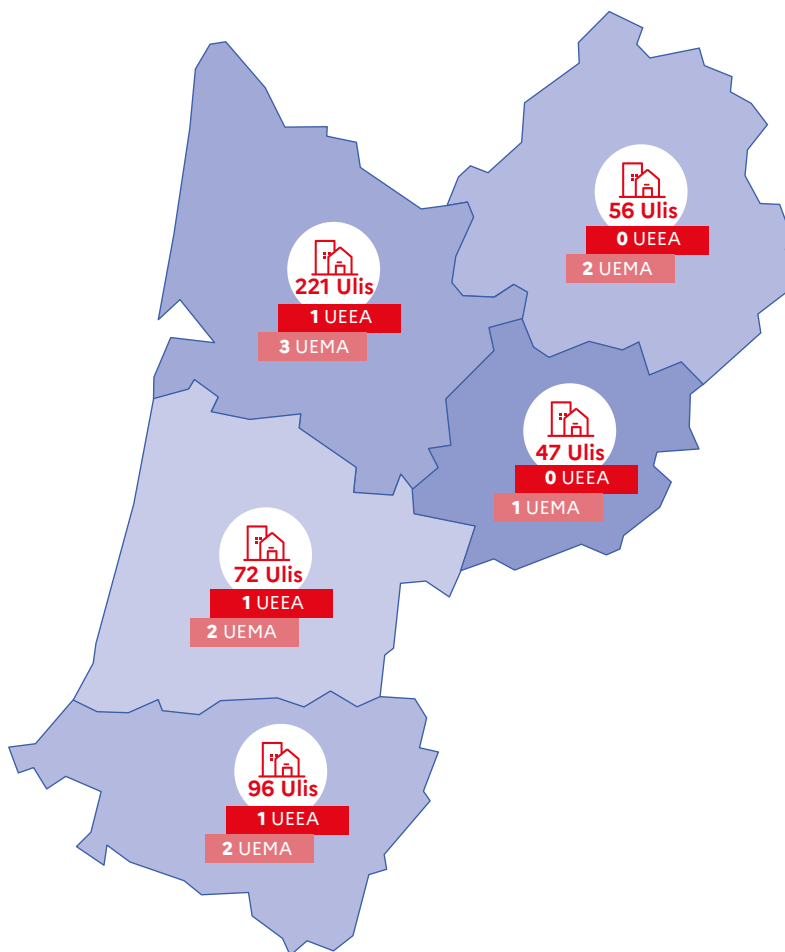 56 Ulis
0 UEEA
2 UEMA
221 Ulis
1 UEEA
3 UEMA
47 Ulis
0 UEEA
1 UEMA
72 Ulis
1 UEEA
2 UEMA
96 Ulis
1 UEEA
2 UEMA